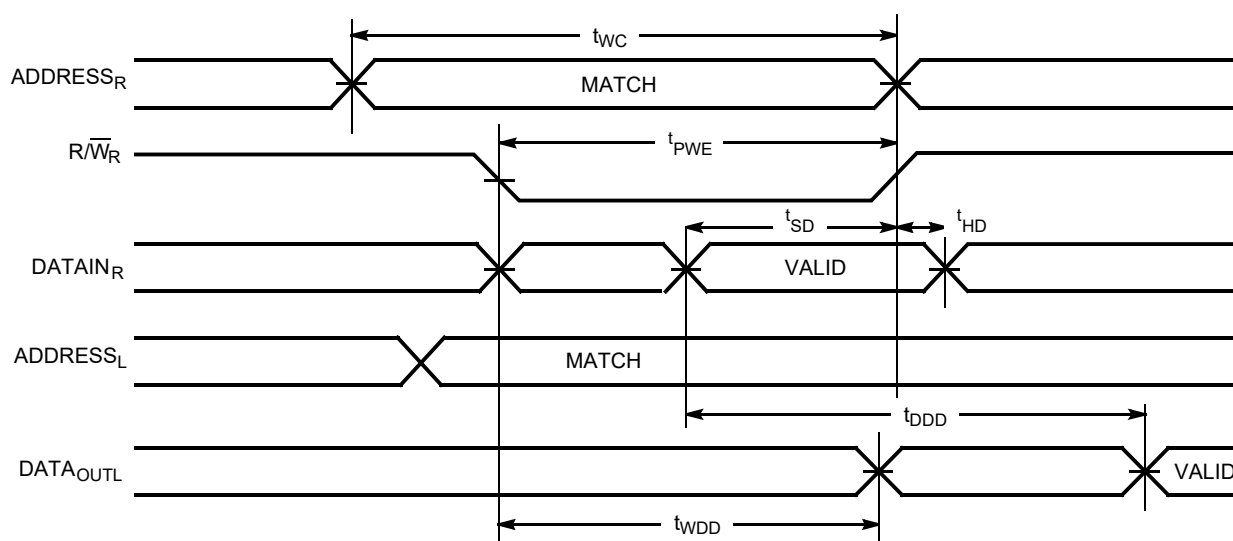 tWC
ADDRESSR
MATCH
R/W̅R
tPWE
tSD
tHD
DATAINR
VALID
ADDRESSL
MATCH
tDDD
DATAOUTL
VALID
tWDD